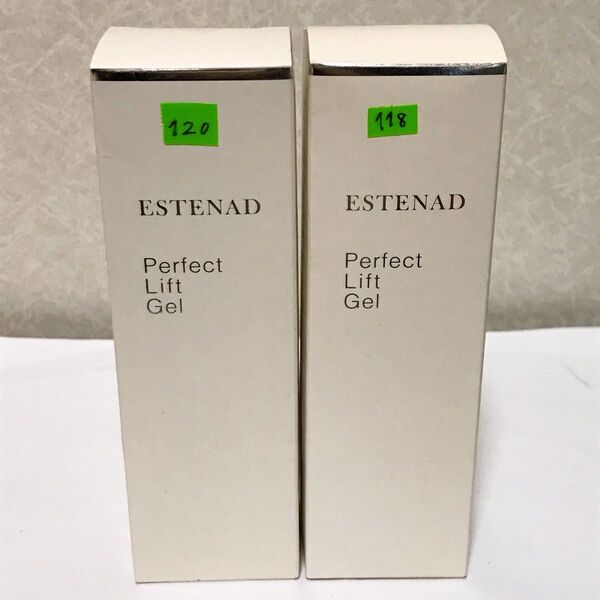 120
ESTENAD
Perfect
Lift
Gel
118
ESTENAD
Perfect
Lift
Gel